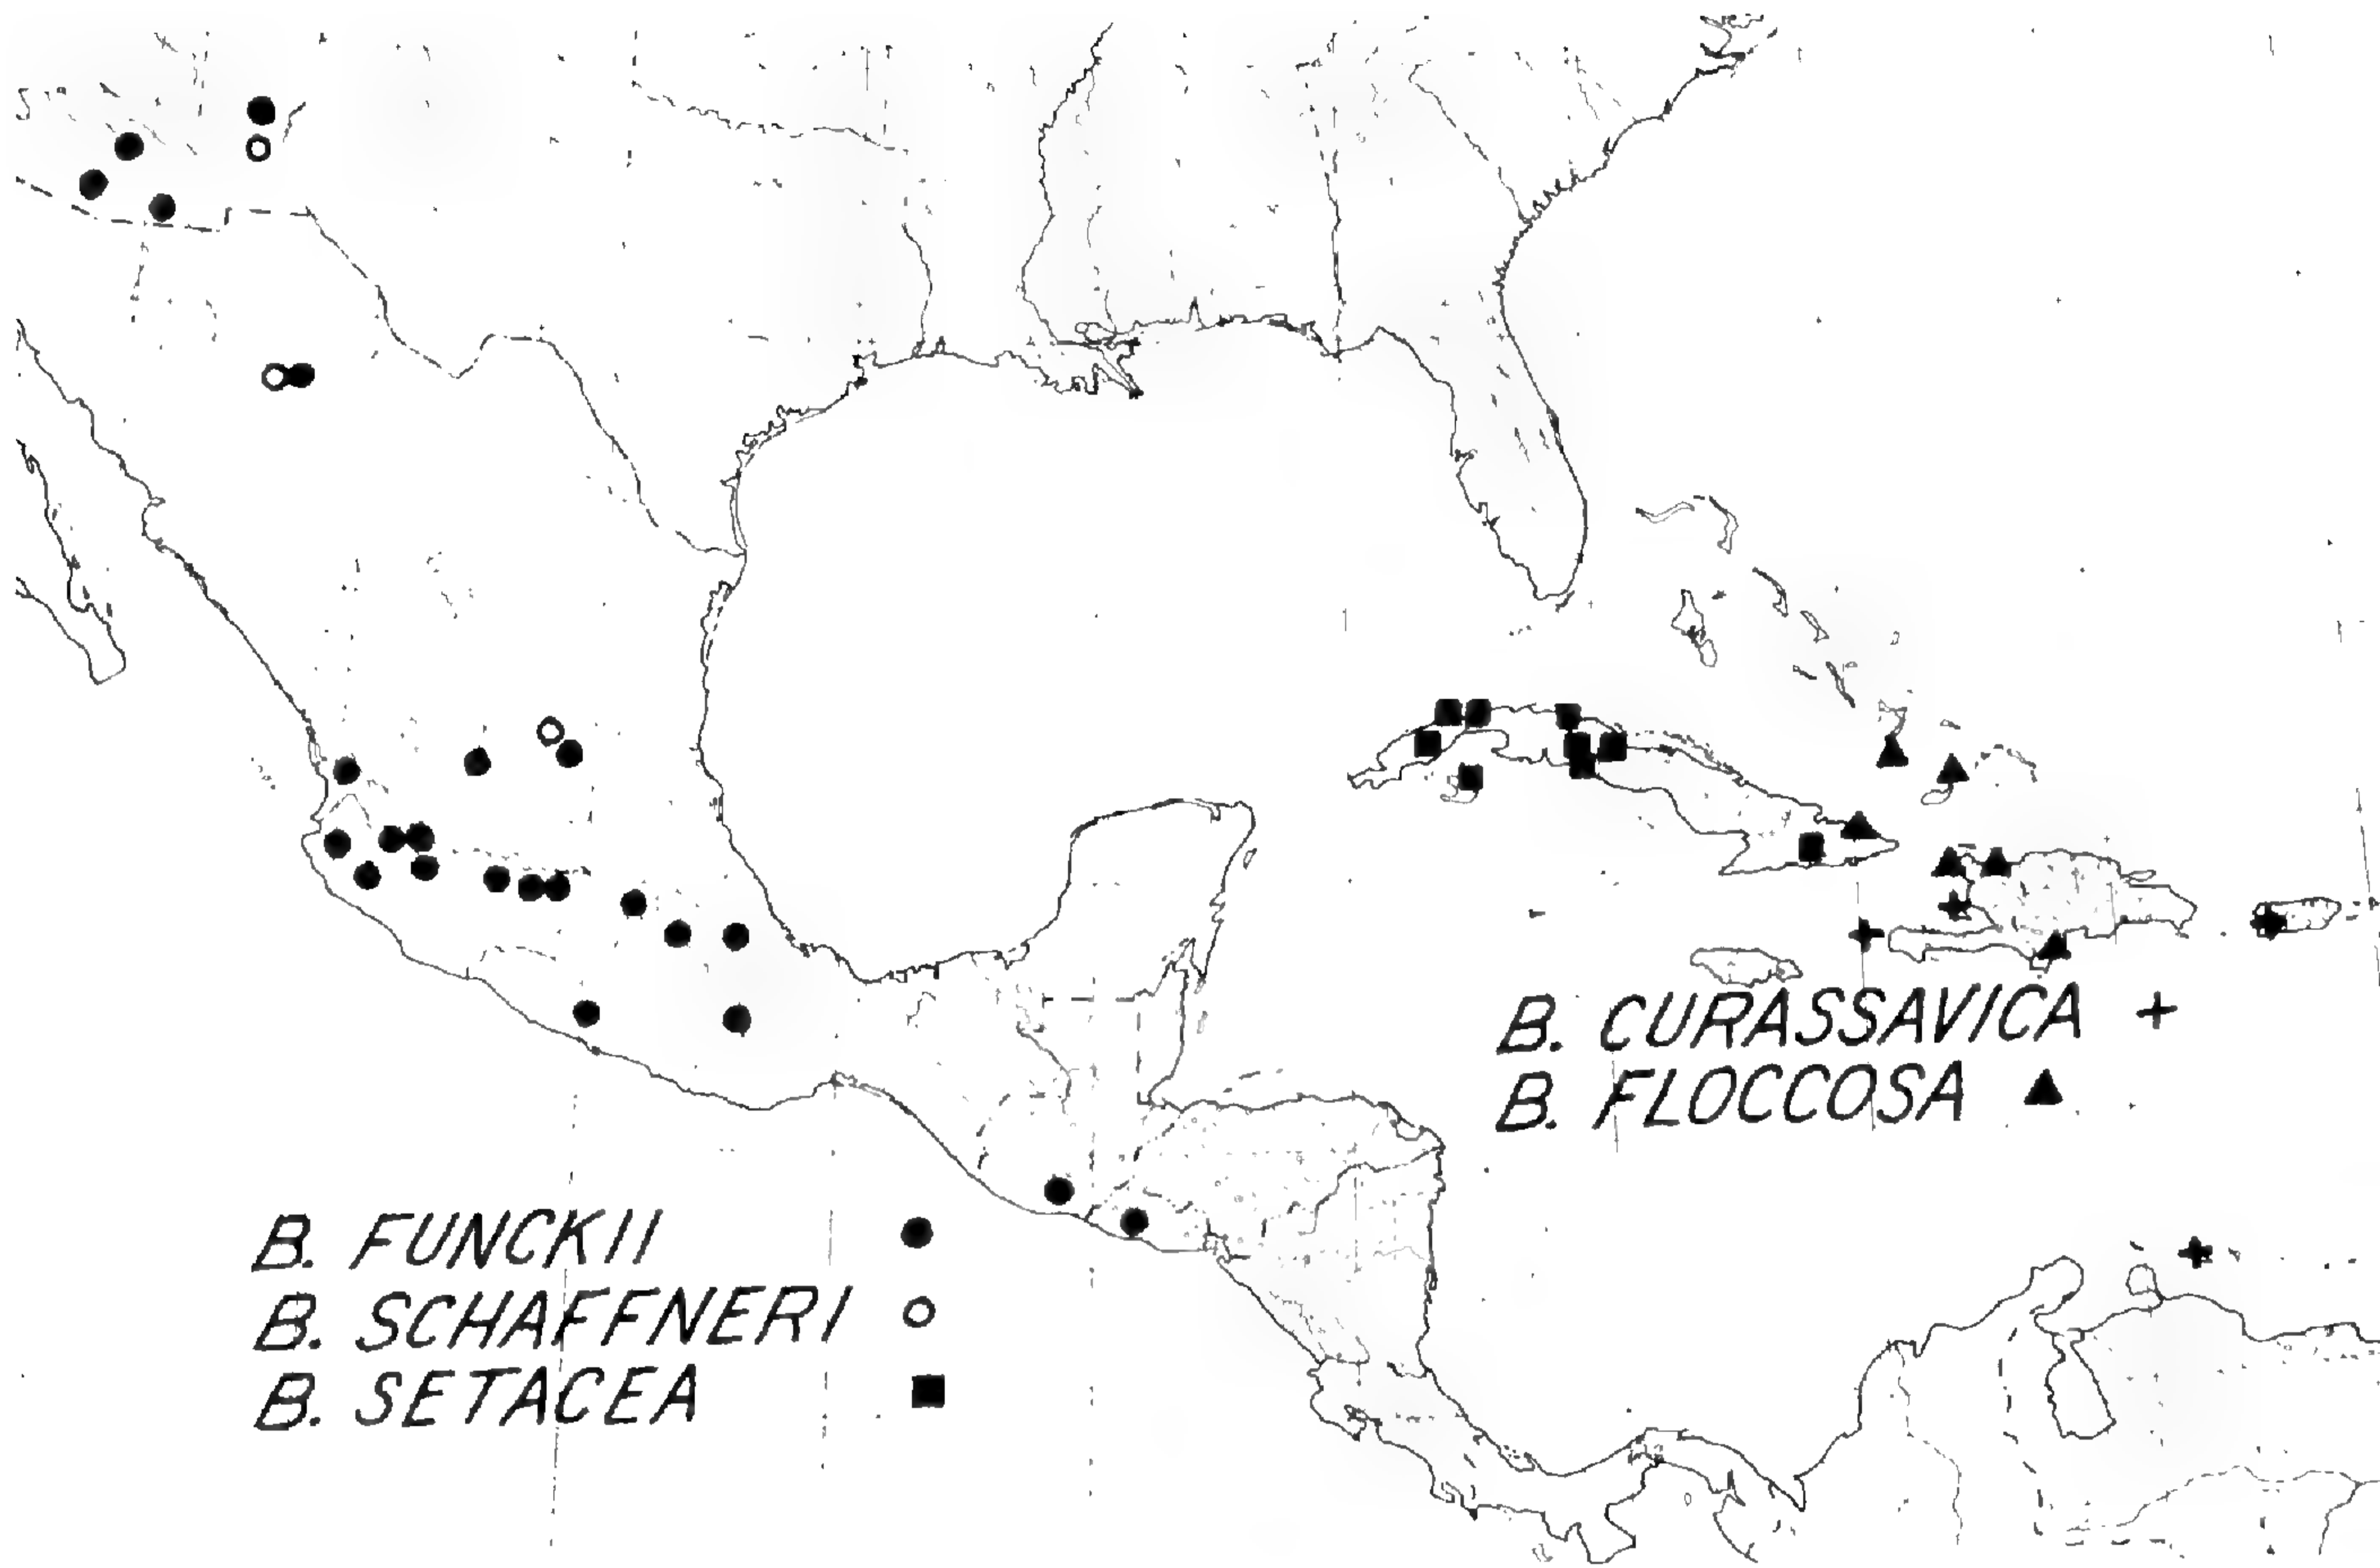 B. CURASSAVICA +
B. FLOCCOSA ▲
B. FUNCKII ●
B. SCHAFFNERI ○
B. SETACEA ■